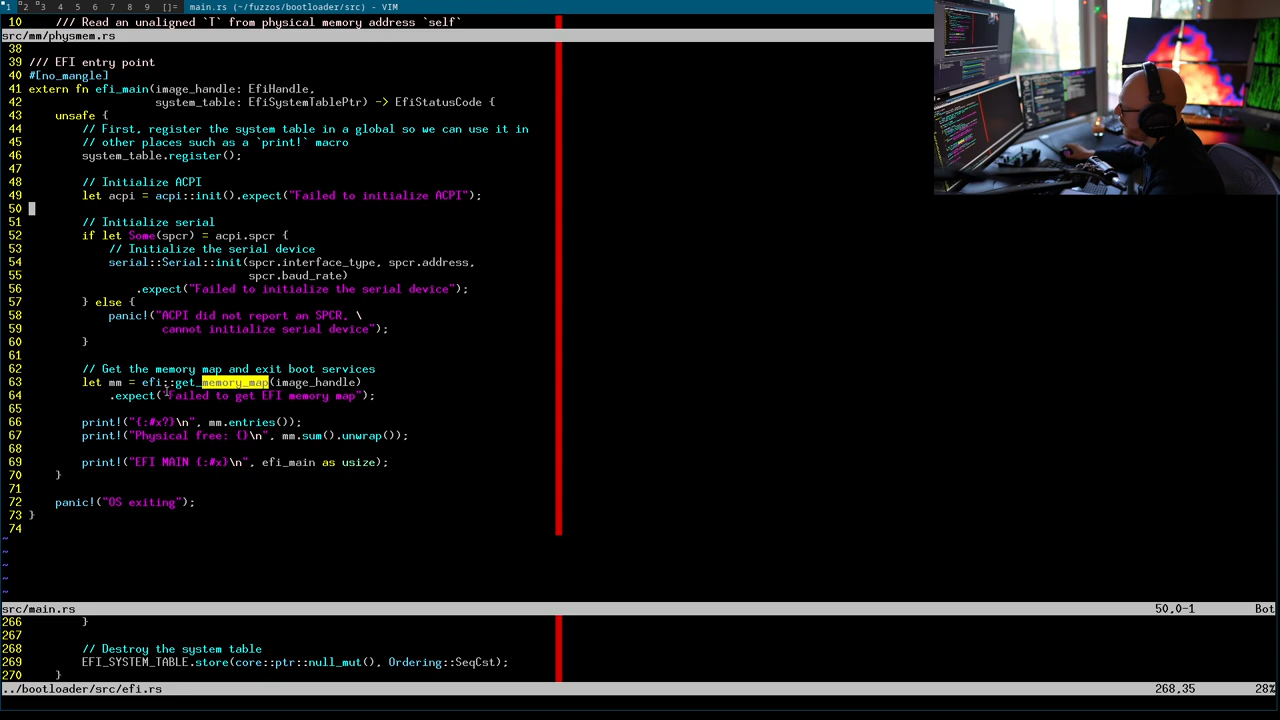 1 2 3 4 5 6 7 8 9 []= main.rs (~/fuzzos/bootloader/src) - VIM
10     /// Read an unaligned `T` from physical memory address `self`
src/mm/physmem.rs
38
39 /// EFI entry point
40 #[no_mangle]
41 extern fn efi_main(image_handle: EfiHandle,
42                    system_table: EfiSystemTablePtr) -> EfiStatusCode {
43     unsafe {
44         // First, register the system table in a global so we can use it in
45         // other places such as a `print!` macro
46         system_table.register();
47
48         // Initialize ACPI
49         let acpi = acpi::init().expect("Failed to initialize ACPI");
50
51         // Initialize serial
52         if let Some(spcr) = acpi.spcr {
53             // Initialize the serial device
54             serial::Serial::init(spcr.interface_type, spcr.address,
55                                  spcr.baud_rate)
56                 .expect("Failed to initialize the serial device");
57         } else {
58             panic!("ACPI did not report an SPCR, \
59                     cannot initialize serial device");
60         }
61
62         // Get the memory map and exit boot services
63         let mm = efi::get_memory_map(image_handle)
64             .expect("Failed to get EFI memory map");
65
66         print!("{:#x?}\n", mm.entries());
67         print!("Physical free: {}\n", mm.sum().unwrap());
68
69         print!("EFI MAIN {:#x}\n", efi_main as usize);
70     }
71
72     panic!("OS exiting");
73 }
74
~
~
~
~
~
src/main.rs 50,0-1 Bot
266         }
267
268         // Destroy the system table
269         EFI_SYSTEM_TABLE.store(core::ptr::null_mut(), Ordering::SeqCst);
270     }
../bootloader/src/efi.rs 268,35 28%